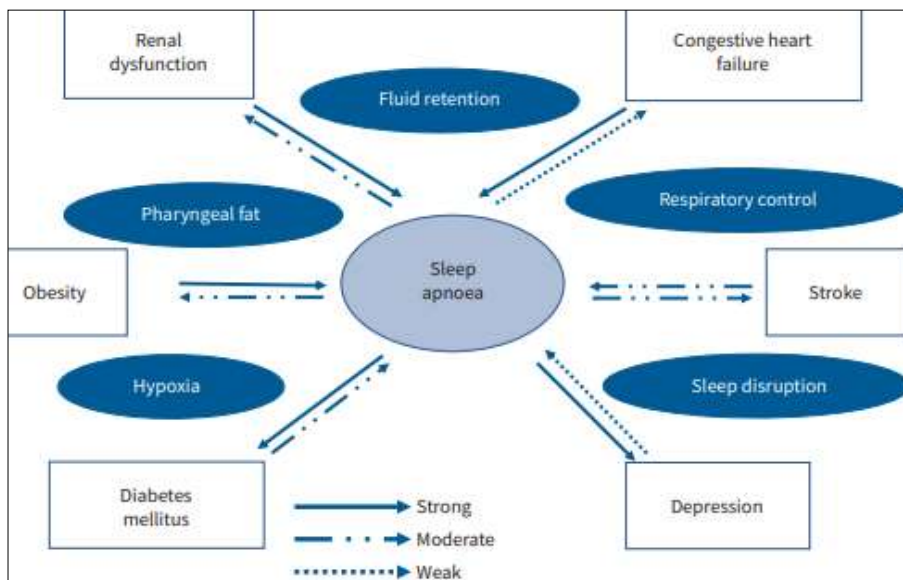 Renal
dysfunction
Congestive heart
failure
Fluid retention
Pharyngeal fat
Respiratory control
Obesity
Sleep
apnoea
Stroke
Hypoxia
Sleep disruption
Diabetes
mellitus
Depression
Strong
Moderate
Weak